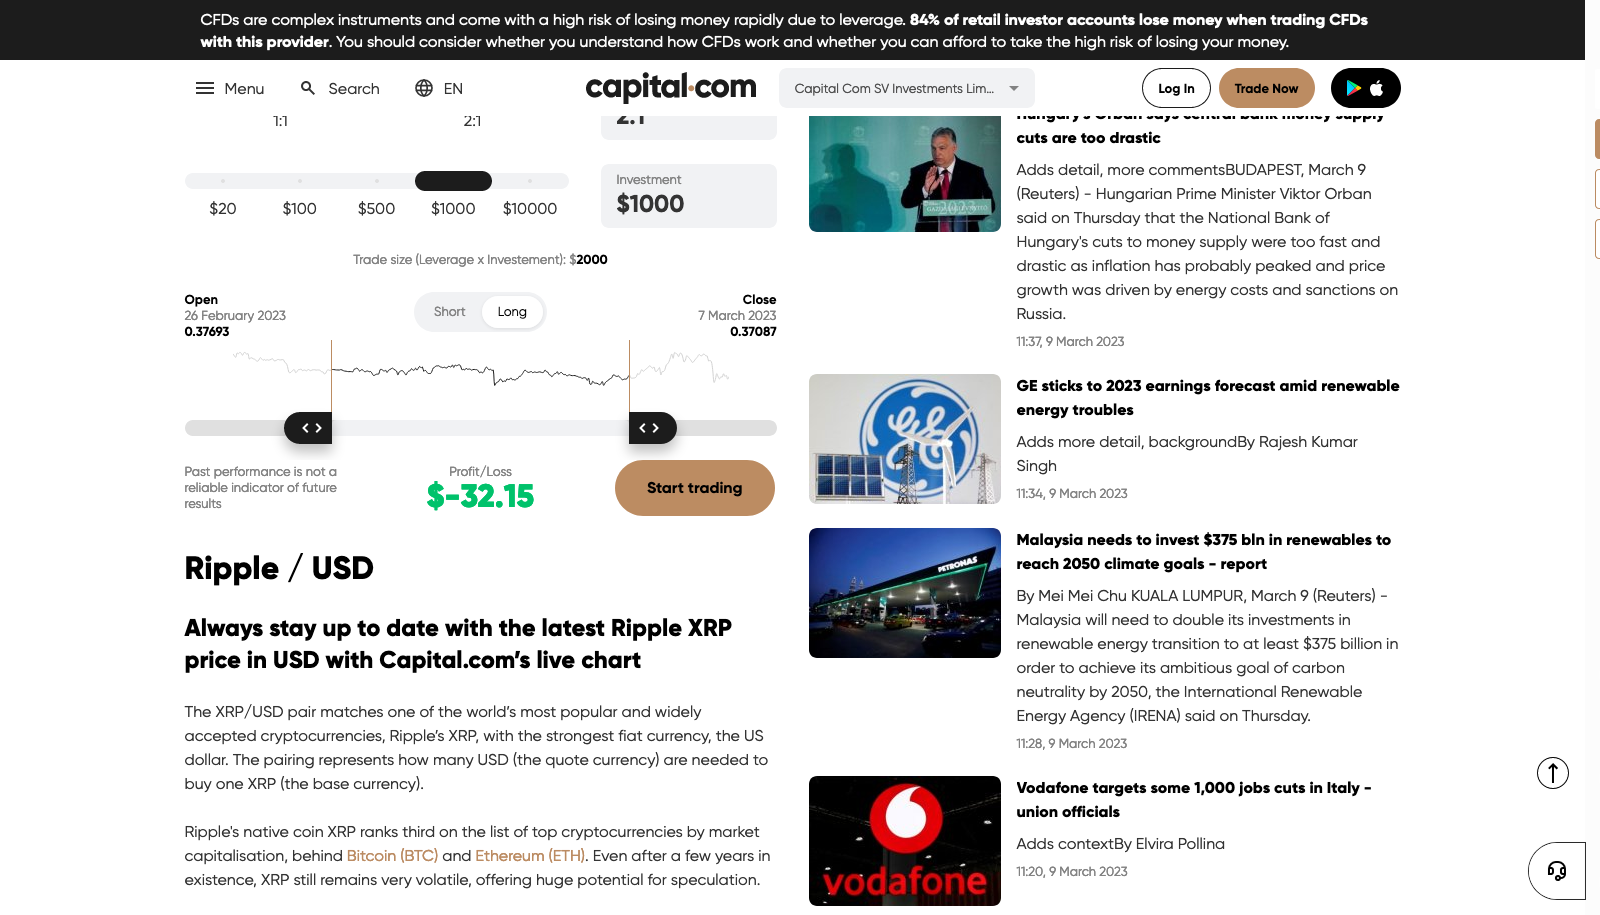 CFDs are complex instruments and come with a high risk of losing money rapidly due to leverage. 84% of retail investor accounts lose money when trading CFDs
with this provider. You should consider whether you understand how CFDs work and whether you can afford to take the high risk of losing your money.
Menu
Search
EN
capital.com
Capital Com SV Investments Lim...
Log In
Trade Now
1:1
2:1
2:1
$20
$100
$500
$1000
$10000
Investment
$1000
Trade size (Leverage x Investement): $2000
Open
26 February 2023
0.37693
Short
Long
Close
7 March 2023
0.37087
Past performance is not a
reliable indicator of future
results
Profit/Loss
$-32.15
Start trading
Ripple / USD
Always stay up to date with the latest Ripple XRP
price in USD with Capital.com's live chart
The XRP/USD pair matches one of the world's most popular and widely
accepted cryptocurrencies, Ripple's XRP, with the strongest fiat currency, the US
dollar. The pairing represents how many USD (the quote currency) are needed to
buy one XRP (the base currency).
Ripple's native coin XRP ranks third on the list of top cryptocurrencies by market
capitalisation, behind Bitcoin (BTC) and Ethereum (ETH). Even after a few years in
existence, XRP still remains very volatile, offering huge potential for speculation.
Hungary's Orban says central bank money supply
cuts are too drastic
Adds detail, more commentsBUDAPEST, March 9
(Reuters) - Hungarian Prime Minister Viktor Orban
said on Thursday that the National Bank of
Hungary's cuts to money supply were too fast and
drastic as inflation has probably peaked and price
growth was driven by energy costs and sanctions on
Russia.
11:37, 9 March 2023
GE sticks to 2023 earnings forecast amid renewable
energy troubles
Adds more detail, backgroundBy Rajesh Kumar
Singh
11:34, 9 March 2023
PETRONAS
Malaysia needs to invest $375 bln in renewables to
reach 2050 climate goals - report
By Mei Mei Chu KUALA LUMPUR, March 9 (Reuters) -
Malaysia will need to double its investments in
renewable energy transition to at least $375 billion in
order to achieve its ambitious goal of carbon
neutrality by 2050, the International Renewable
Energy Agency (IRENA) said on Thursday.
11:28, 9 March 2023
vodafone
Vodafone targets some 1,000 jobs cuts in Italy -
union officials
Adds contextBy Elvira Pollina
11:20, 9 March 2023